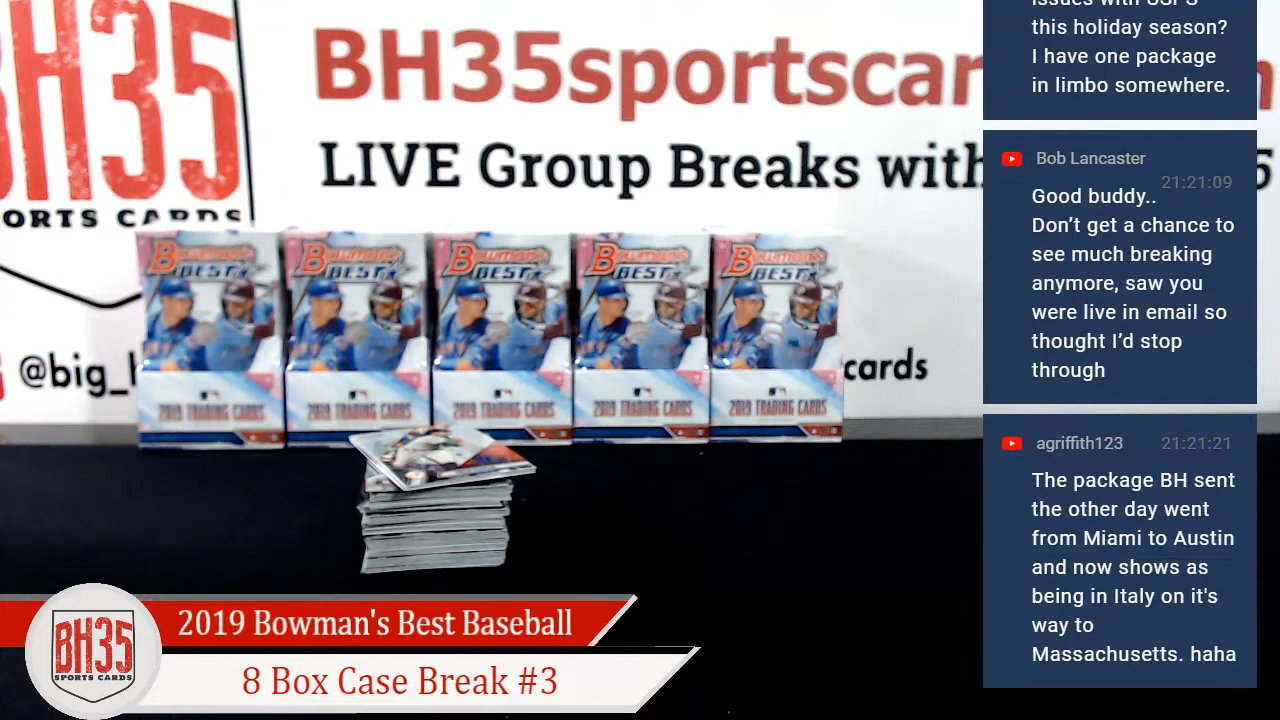 BH35
ORTS CARDS
BH35sportscar
LIVE Group Breaks with
@big_h
cards
Bowman's
BEST
2019 TRADING CARDS
Bowman's
BEST
2019 TRADING CARDS
Bowman's
BEST
2019 TRADING CARDS
Bowman's
BEST
2019 TRADING CARDS
Bowman's
BEST
2019 TRADING CARDS
this holiday season?
I have one package
in limbo somewhere.
Bob Lancaster
21:21:09
Good buddy..
Don’t get a chance to
see much breaking
anymore, saw you
were live in email so
thought I’d stop
through
agriffith123 21:21:21
The package BH sent
the other day went
from Miami to Austin
and now shows as
being in Italy on it's
way to
Massachusetts. haha
2019 Bowman's Best Baseball
8 Box Case Break #3
BH35
SPORTS CARDS